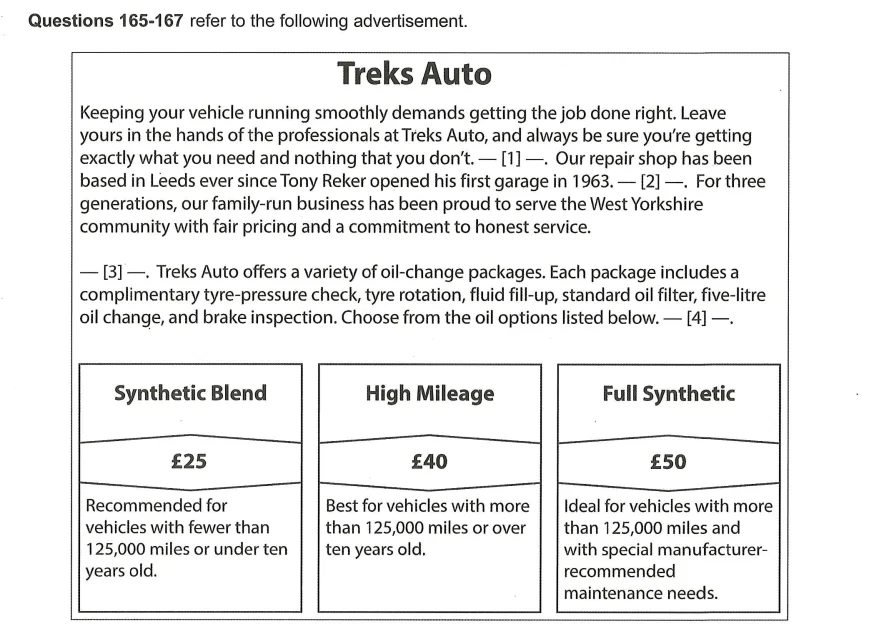 Questions 165-167 refer to the following advertisement.
Treks Auto
Keeping your vehicle running smoothly demands getting the job done right. Leave
yours in the hands of the professionals at Treks Auto, and always be sure you're getting
exactly what you need and nothing that you don't. — [1] —. Our repair shop has been
based in Leeds ever since Tony Reker opened his first garage in 1963. — [2] —. For three
generations, our family-run business has been proud to serve the West Yorkshire
community with fair pricing and a commitment to honest service.
— [3] —. Treks Auto offers a variety of oil-change packages. Each package includes a
complimentary tyre-pressure check, tyre rotation, fluid fill-up, standard oil filter, five-litre
oil change, and brake inspection. Choose from the oil options listed below. — [4] —.
Synthetic Blend
£25
Recommended for
vehicles with fewer than
125,000 miles or under ten
years old.
High Mileage
£40
Best for vehicles with more
than 125,000 miles or over
ten years old.
Full Synthetic
£50
Ideal for vehicles with more
than 125,000 miles and
with special manufacturer-
recommended
maintenance needs.